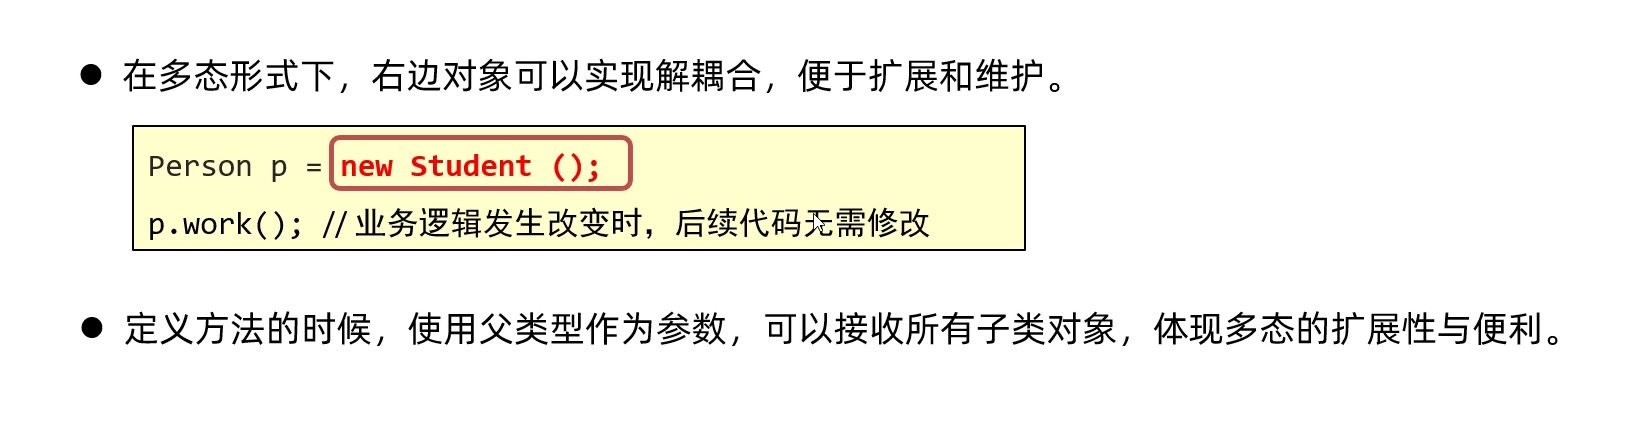 ● 在多态形式下，右边对象可以实现解耦合，便于扩展和维护。
Person p = new Student ();
p.work(); // 业务逻辑发生改变时，后续代码无需修改
● 定义方法的时候，使用父类型作为参数，可以接收所有子类对象，体现多态的扩展性与便利。